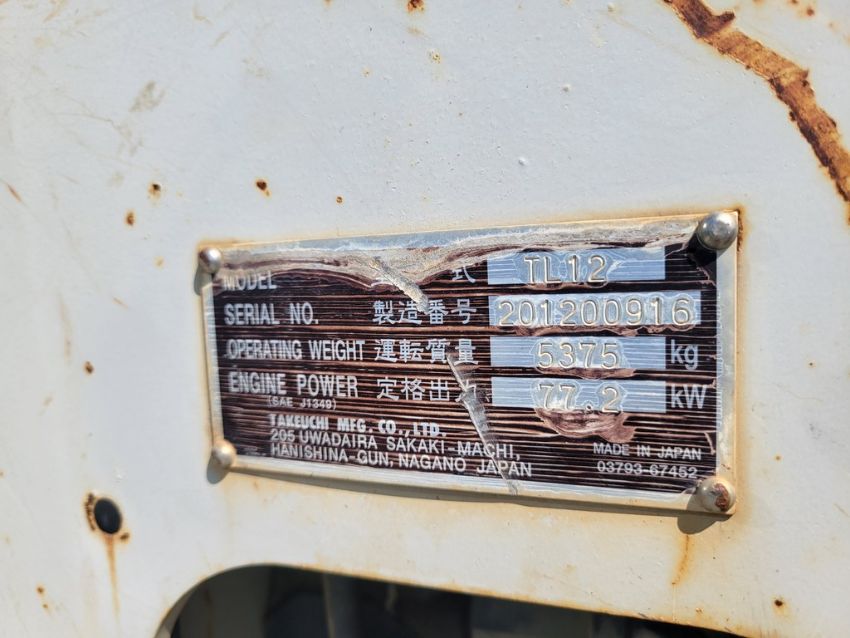 MODEL 式 TL12
SERIAL NO. 製造番号 201200916
OPERATING WEIGHT 運転質量 5375 kg
ENGINE POWER 定格出力 77.2 kW
(SAE J1349)
TAKEUCHI MFG. CO., LTD.
205 UWADAIRA SAKAKI-MACHI,
HANISHINA-GUN, NAGANO JAPAN
MADE IN JAPAN
03793-67452